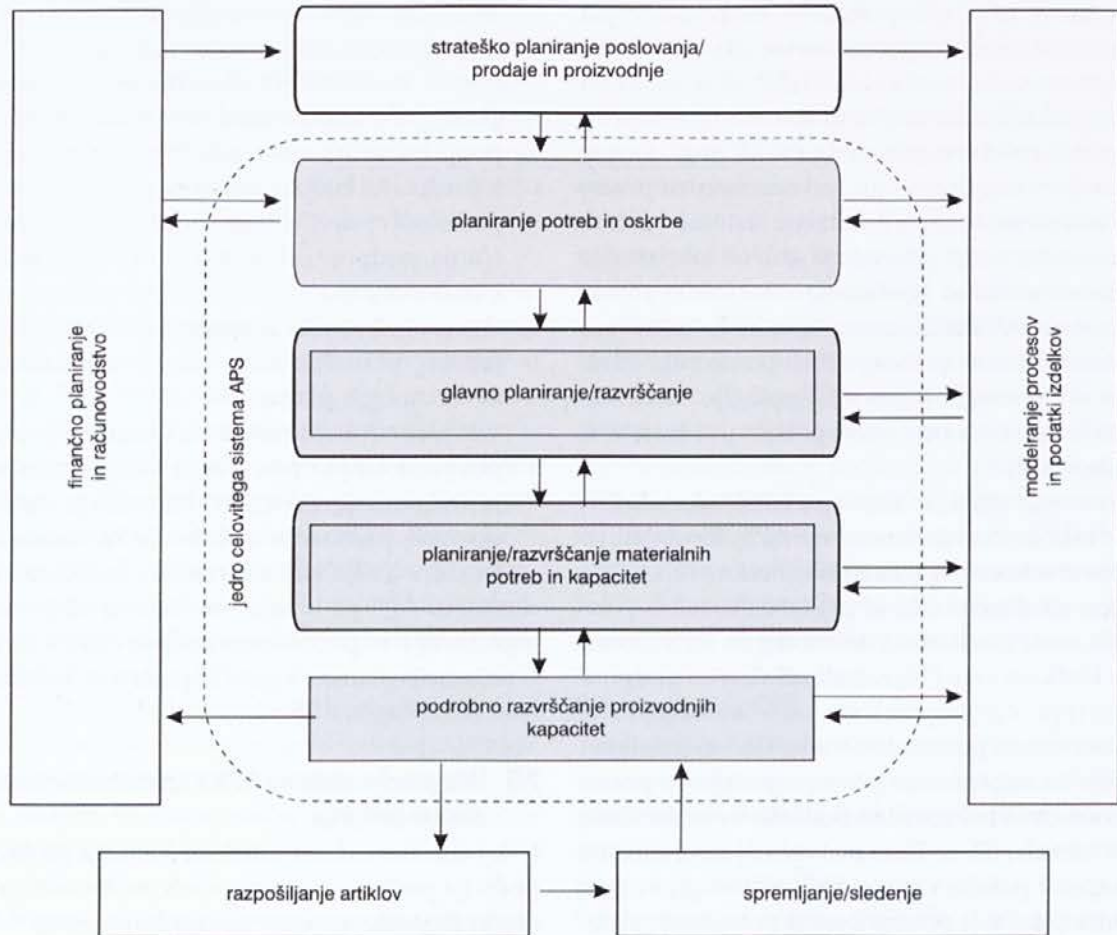 strateško planiranje poslovanja/
prodaje in proizvodnje
planiranje potreb in oskrbe
glavno planiranje/razvrščanje
planiranje/razvrščanje materialnih
potreb in kapacitet
podrobno razvrščanje proizvodnjih
kapacitet
finančno planiranje
in računovodstvo
jedro celovitega sistema APS
modelranje procesov
in podatki izdelkov
razpošiljanje artiklov
spremljanje/sledenje